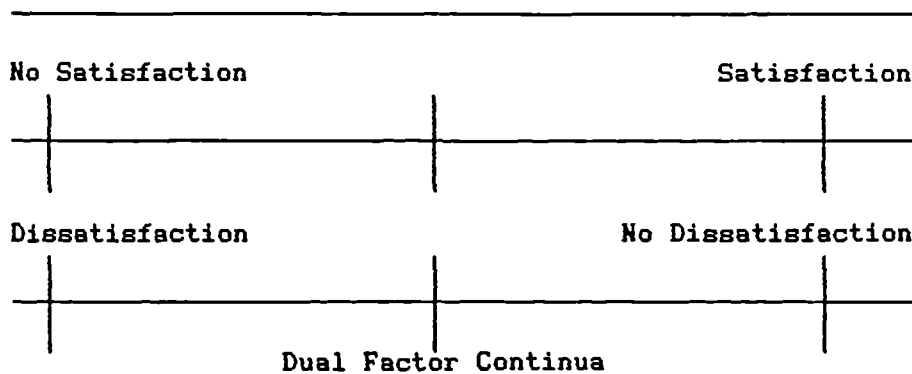 No Satisfaction Satisfaction
Dissatisfaction No Dissatisfaction
Dual Factor Continua